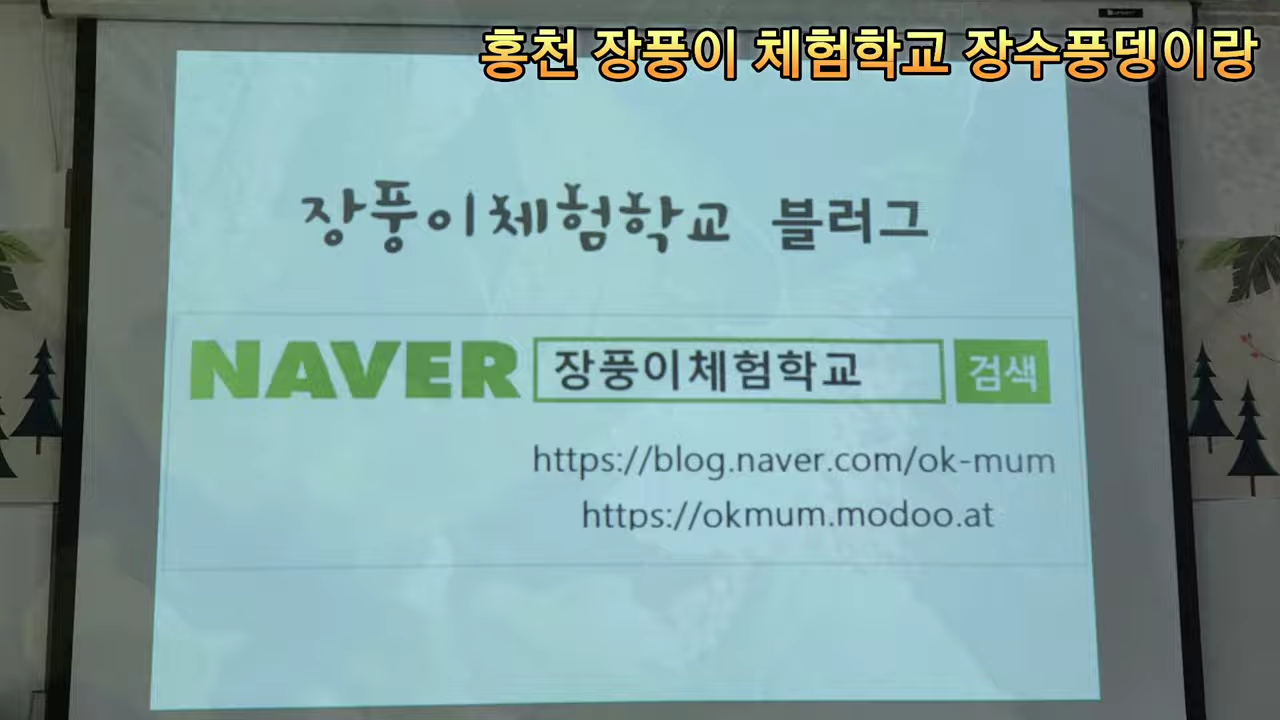 홍천 장풍이 체험학교 장수풍뎅이랑
장풍이체험학교 블러그
NAVER 장풍이체험학교 검색
https://blog.naver.com/ok-mum
https://okmum.modoo.at